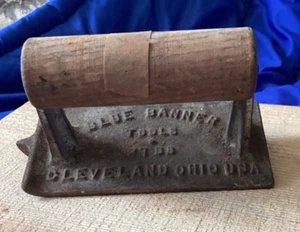 BLUE BANNER
TOOLS
CLEVELAND OHIO USA